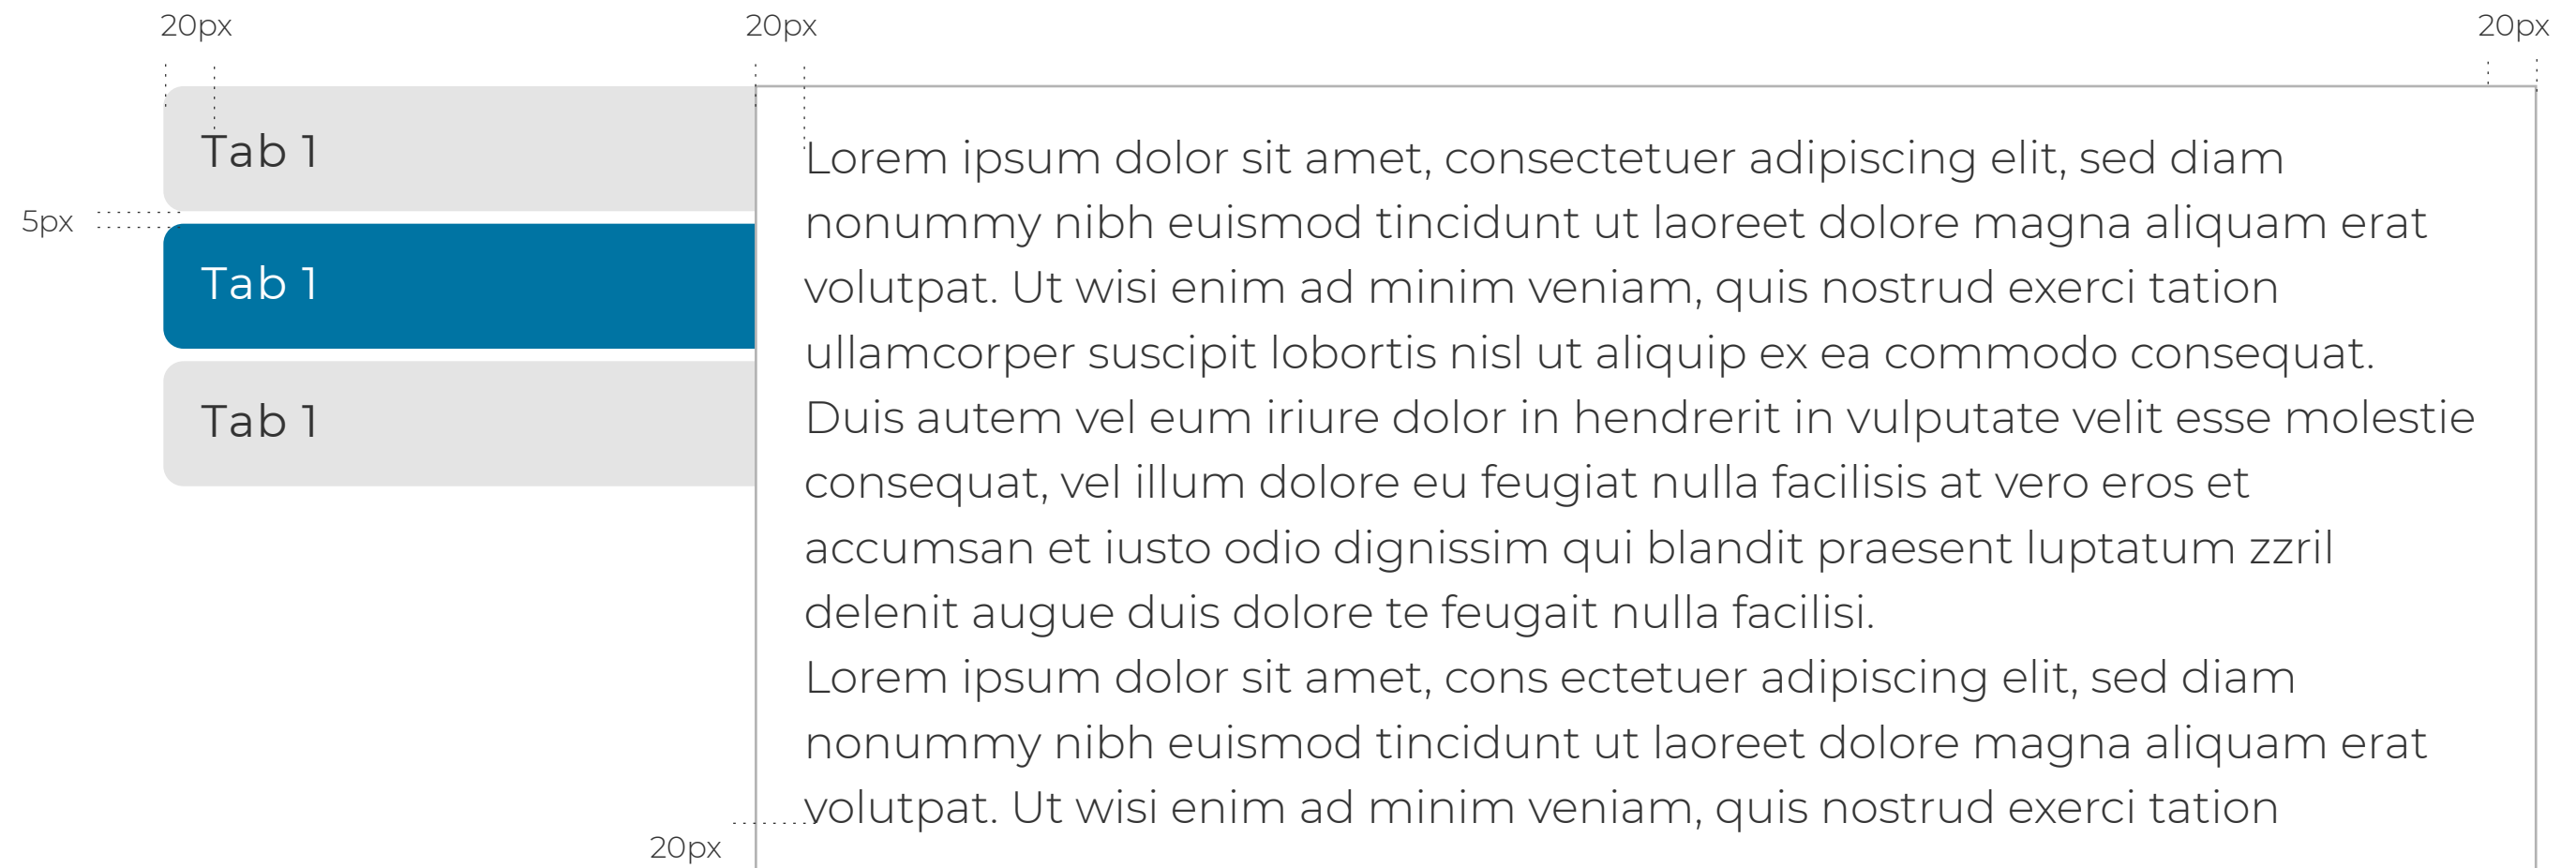 20px
20px
20px
Tab 1
5px
Tab 1
Tab 1
Lorem ipsum dolor sit amet, consectetuer adipiscing elit, sed diam
nonummy nibh euismod tincidunt ut laoreet dolore magna aliquam erat
volutpat. Ut wisi enim ad minim veniam, quis nostrud exerci tation
ullamcorper suscipit lobortis nisl ut aliquip ex ea commodo consequat.
Duis autem vel eum iriure dolor in hendrerit in vulputate velit esse molestie
consequat, vel illum dolore eu feugiat nulla facilisis at vero eros et
accumsan et iusto odio dignissim qui blandit praesent luptatum zzril
delenit augue duis dolore te feugait nulla facilisi.
Lorem ipsum dolor sit amet, cons ectetuer adipiscing elit, sed diam
nonummy nibh euismod tincidunt ut laoreet dolore magna aliquam erat
volutpat. Ut wisi enim ad minim veniam, quis nostrud exerci tation
20px